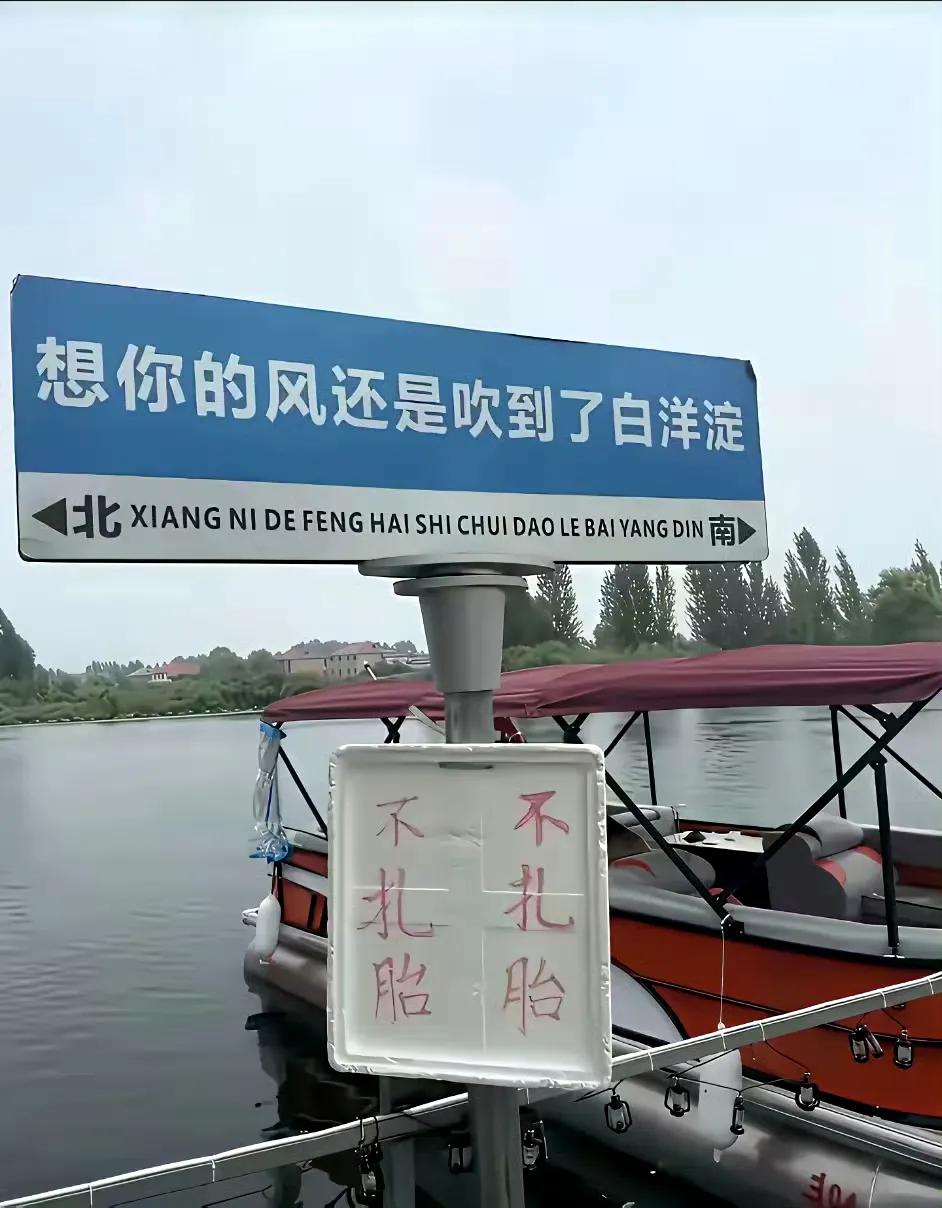 想你的风还是吹到了白洋淀
北 XIANG NI DE FENG HAI SHI CHUI DAO LE BAI YANG DIN 南
不扎胎
不扎胎